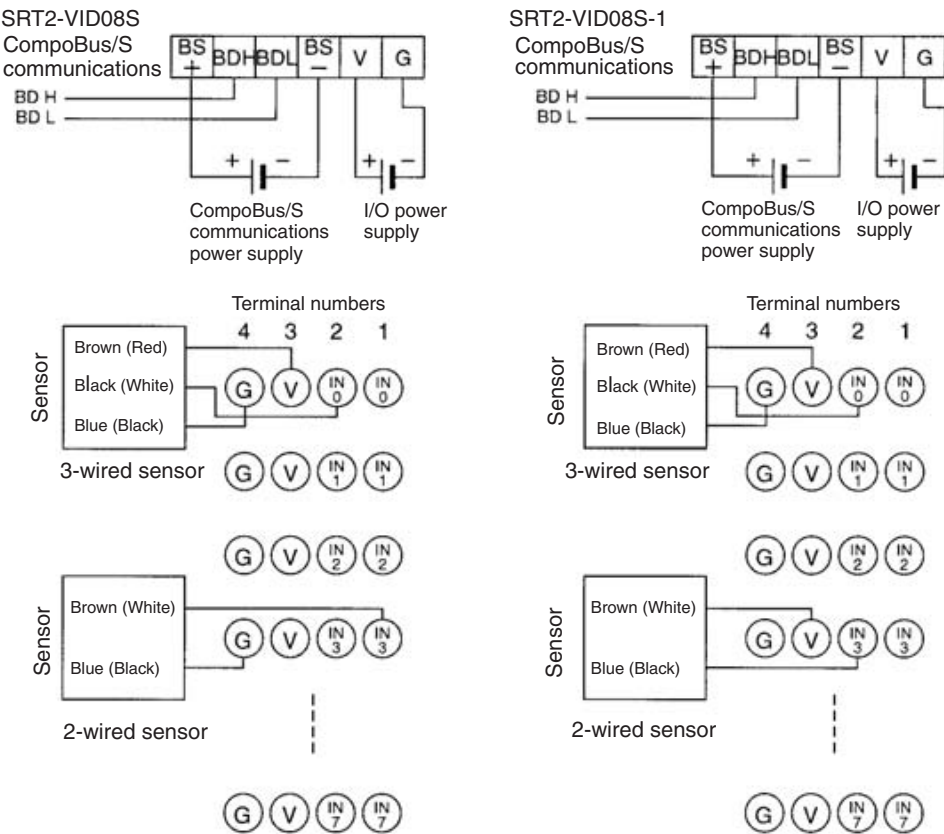 SRT2-VID08S
CompoBus/S
communications
BS
+
BDH
BDL
BS
−
V
G
BD H
BD L
+ −
+ −
CompoBus/S
communications
power supply
I/O power
supply
Terminal numbers
4 3 2 1
Sensor
Brown (Red)
Black (White)
Blue (Black)
3-wired sensor
G V IN 0 IN 0
G V IN 1 IN 1
G V IN 2 IN 2
Sensor
Brown (White)
Blue (Black)
2-wired sensor
G V IN 3 IN 3
G V IN 7 IN 7
SRT2-VID08S-1
CompoBus/S
communications
BS
+
BDH
BDL
BS
−
V
G
BD H
BD L
+ −
+ −
CompoBus/S
communications
power supply
I/O power
supply
Terminal numbers
4 3 2 1
Sensor
Brown (Red)
Black (White)
Blue (Black)
3-wired sensor
G V IN 0 IN 0
G V IN 1 IN 1
G V IN 2 IN 2
Sensor
Brown (White)
Blue (Black)
2-wired sensor
G V IN 3 IN 3
G V IN 7 IN 7